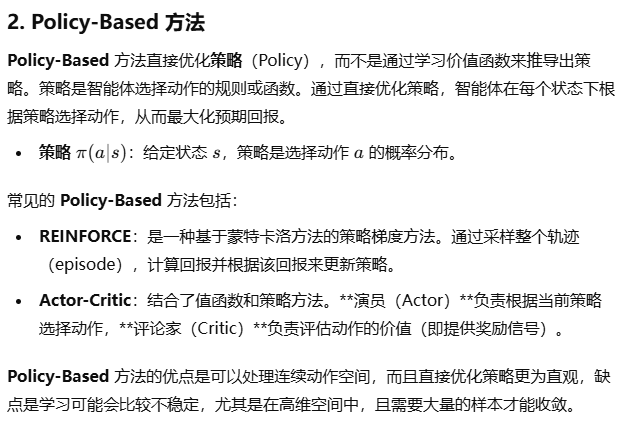 2. Policy-Based 方法
Policy-Based 方法直接优化策略（Policy），而不是通过学习价值函数来推导出策
略。策略是智能体选择动作的规则或函数。通过直接优化策略，智能体在每个状态下根
据策略选择动作，从而最大化预期回报。
• 策略 π(a|s)：给定状态 s，策略是选择动作 a 的概率分布。
常见的 Policy-Based 方法包括：
• REINFORCE：是一种基于蒙特卡洛方法的策略梯度方法。通过采样整个轨迹
（episode），计算回报并根据该回报来更新策略。
• Actor-Critic：结合了值函数和策略方法。**演员（Actor）**负责根据当前策略
选择动作，**评论家（Critic）**负责评估动作的价值（即提供奖励信号）。
Policy-Based 方法的优点是可以处理连续动作空间，而且直接优化策略更为直观，缺
点是学习可能会比较不稳定，尤其是在高维空间中，且需要大量的样本才能收敛。